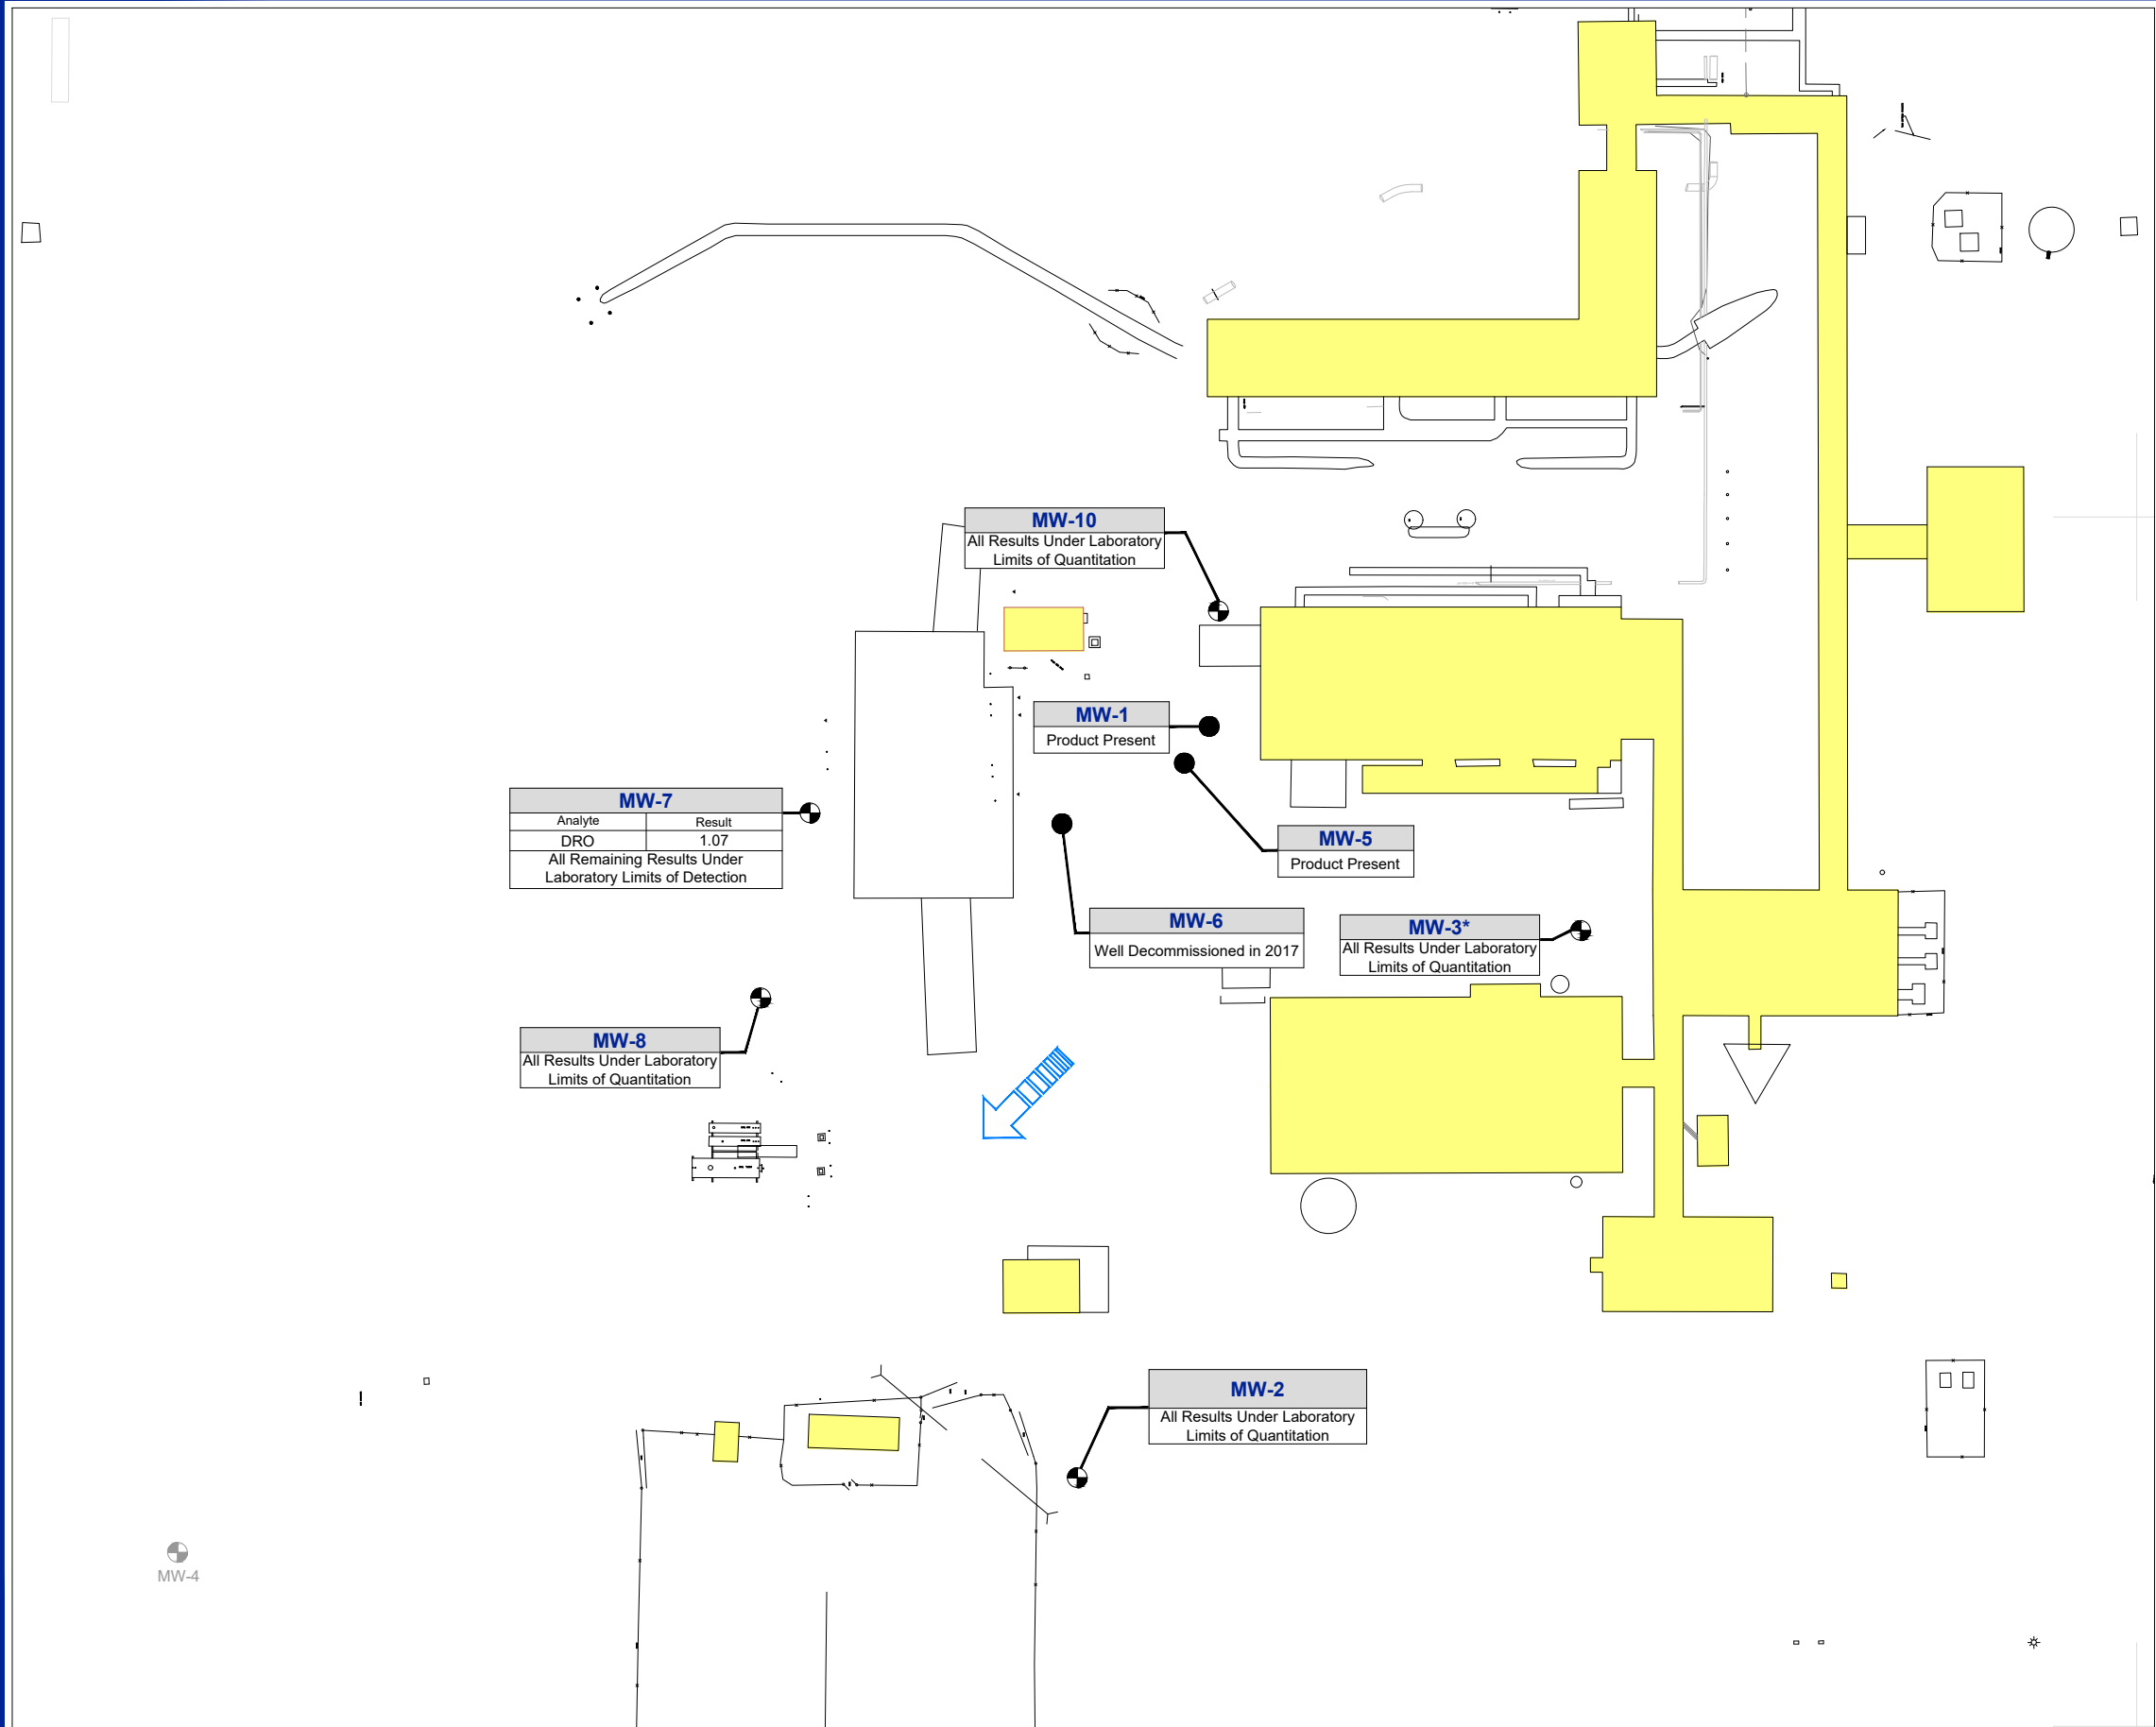 MW-10
All Results Under Laboratory
Limits of Quantitation
MW-1
Product Present
MW-7
Analyte Result
DRO 1.07
All Remaining Results Under
Laboratory Limits of Detection
MW-5
Product Present
MW-6
Well Decommissioned in 2017
MW-3*
All Results Under Laboratory
Limits of Quantitation
MW-8
All Results Under Laboratory
Limits of Quantitation
MW-2
All Results Under Laboratory
Limits of Quantitation
MW-4